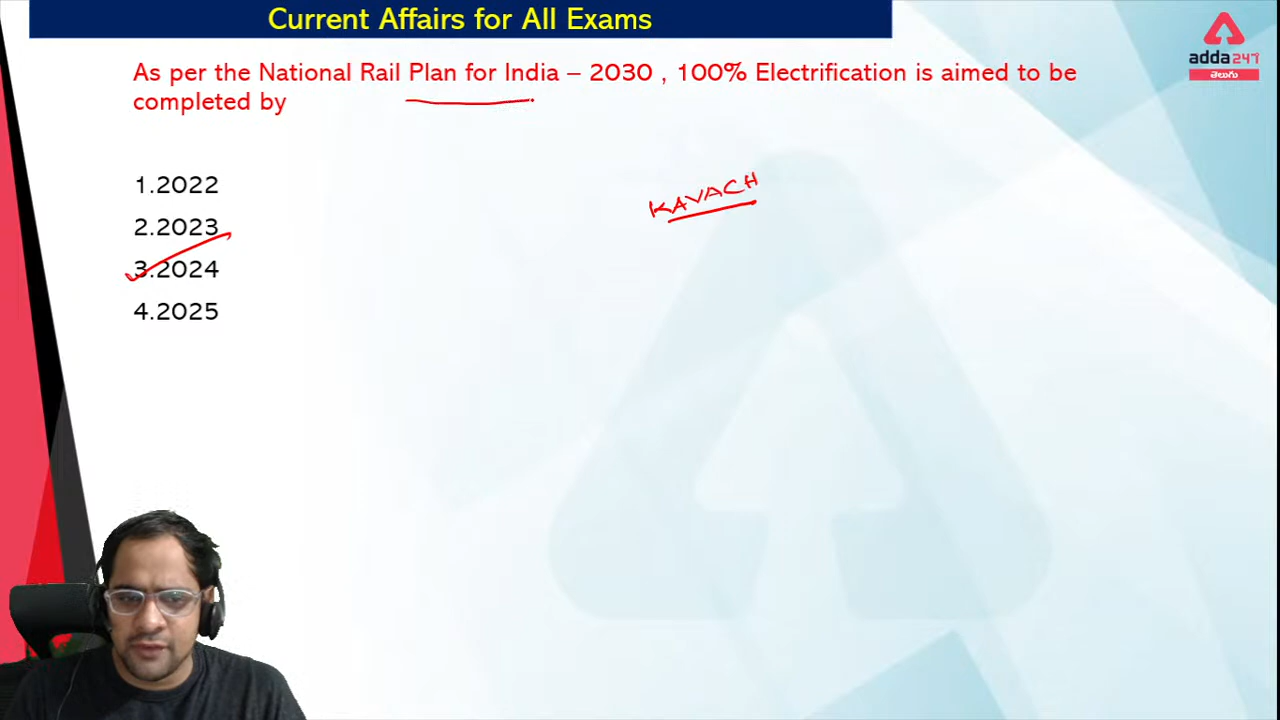 Current Affairs for All Exams
adda247
తెలుగు
As per the National Rail Plan for India – 2030 , 100% Electrification is aimed to be
completed by
KAVACH
1.2022
2.2023
3.2024
4.2025